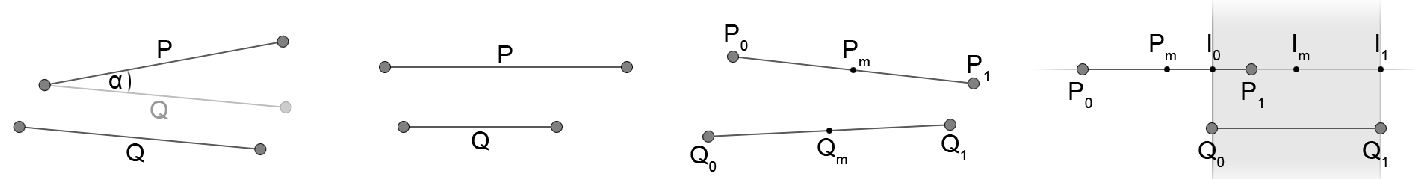 P
α
Q
Q
P
Q
P₀
Pₘ
P₁
Q₀
Qₘ
Q₁
Pₘ I₀ Iₘ I₁
P₀ P₁
Q₀ Q₁